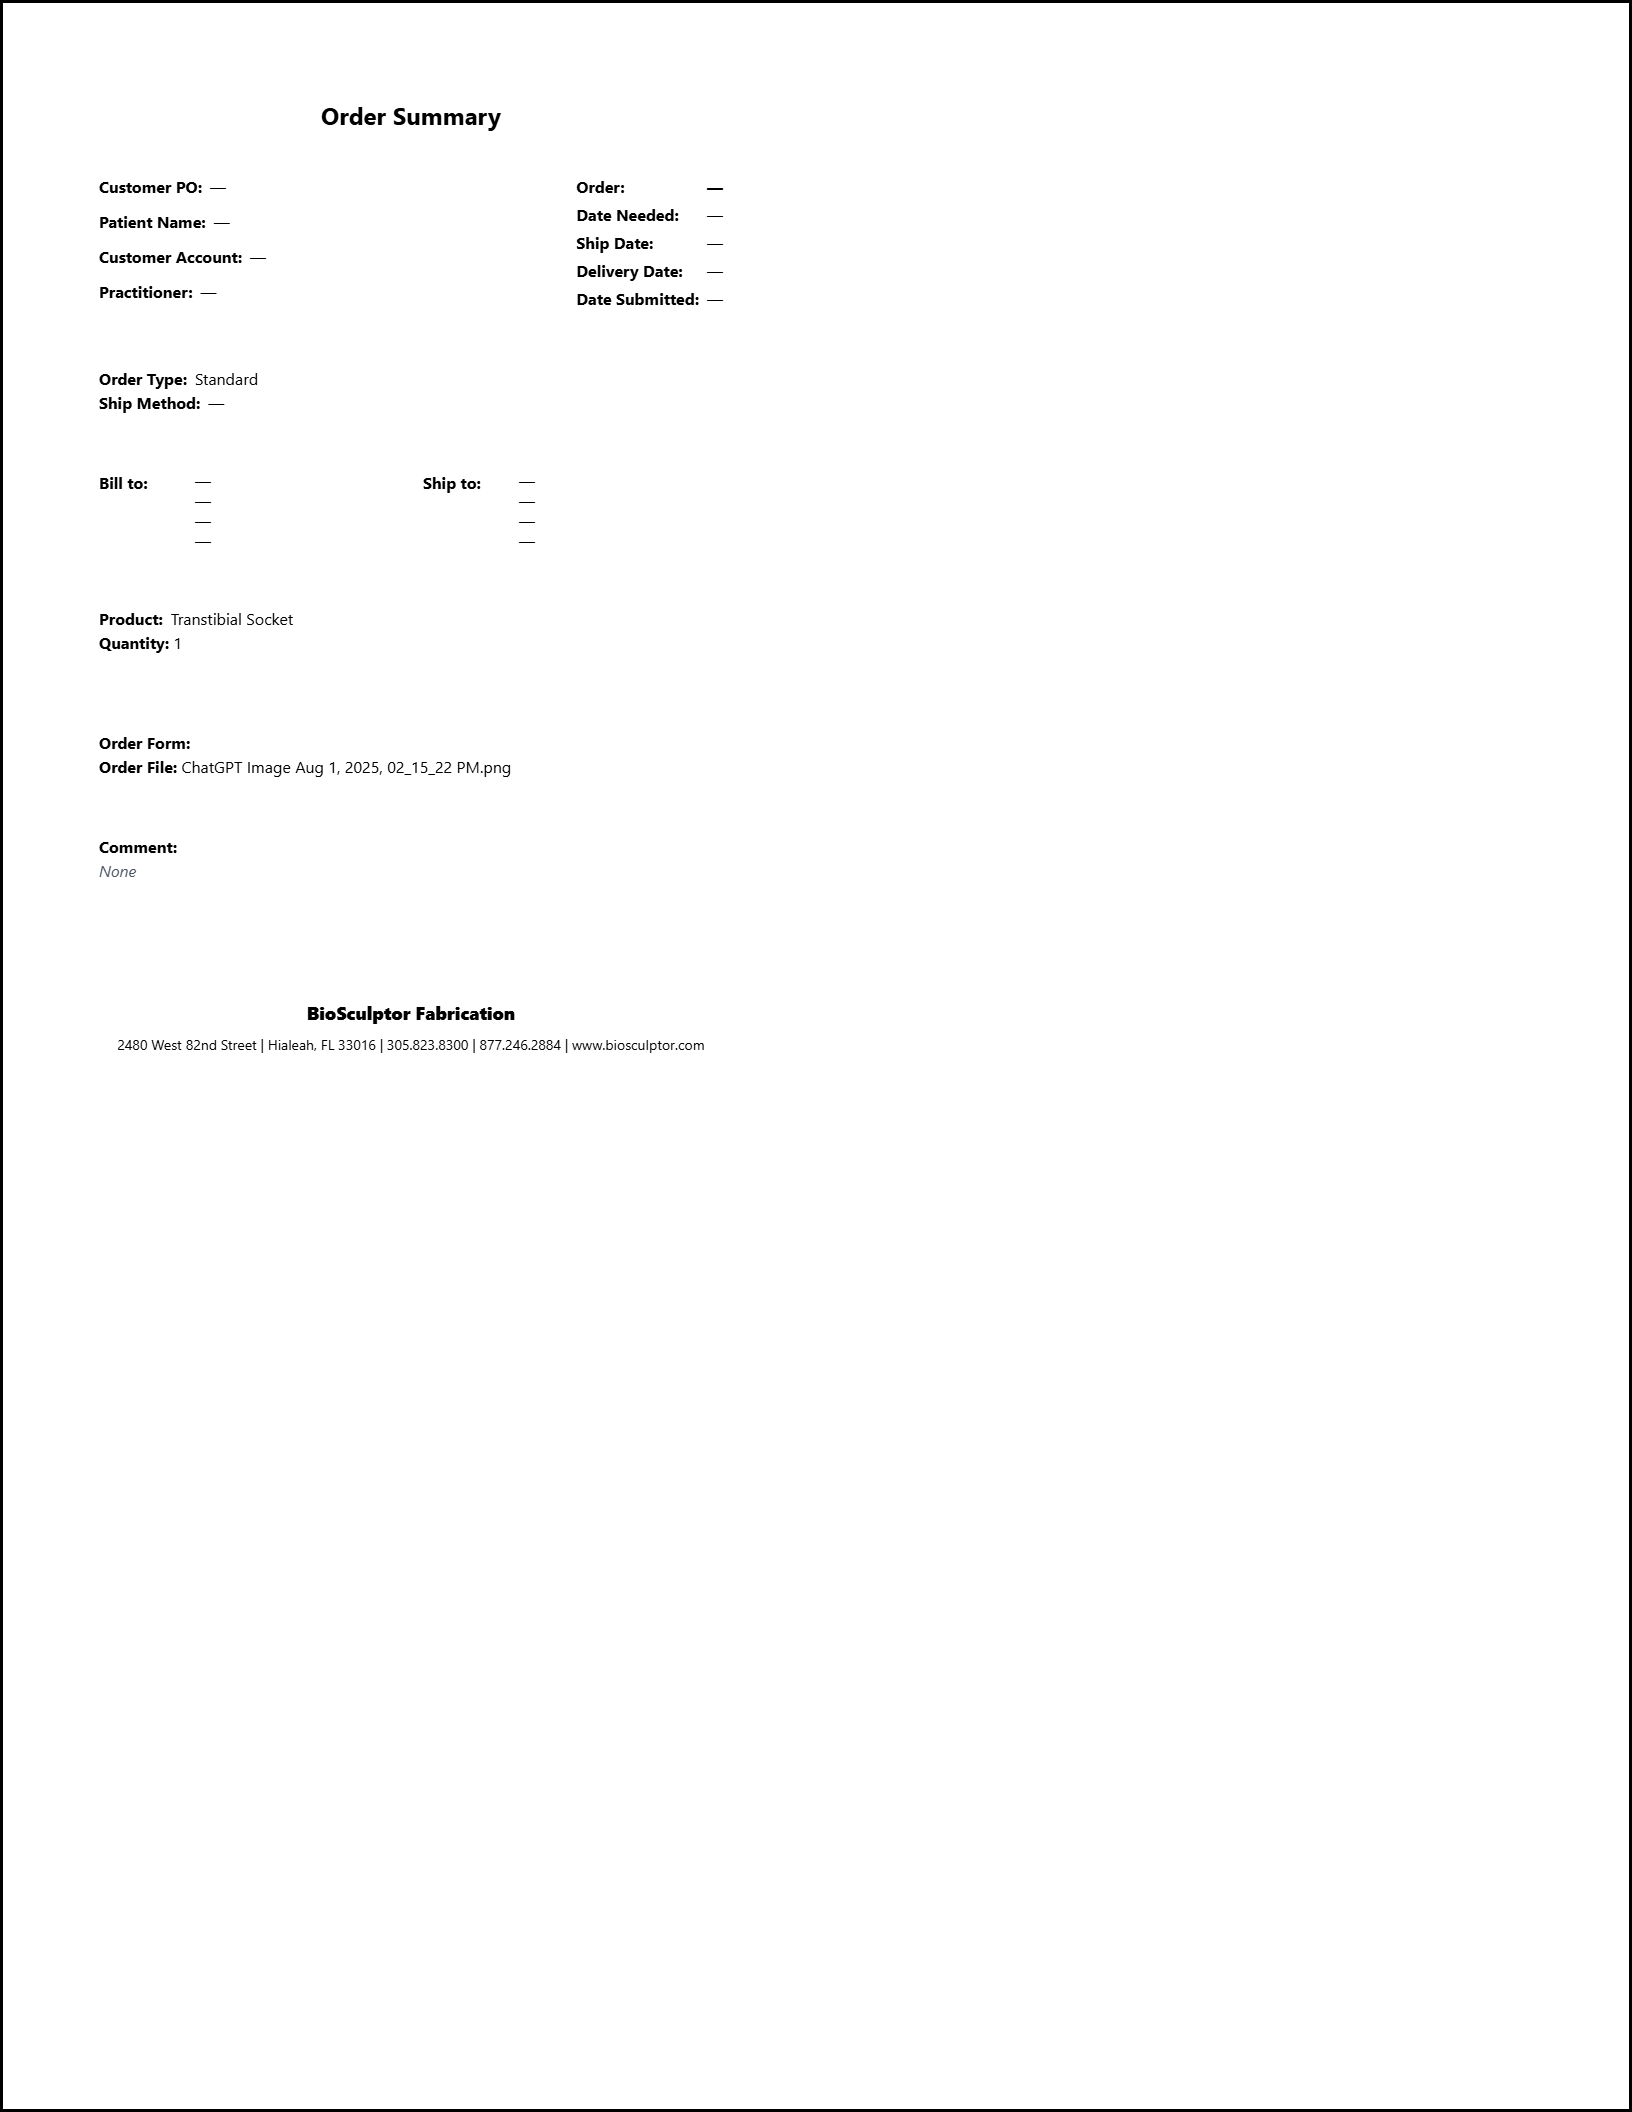 Order Summary
Customer PO: —
Patient Name: —
Customer Account: —
Practitioner: —
Order: —
Date Needed: —
Ship Date: —
Delivery Date: —
Date Submitted: —
Order Type: Standard
Ship Method: —
Bill to: —
—
—
—
Ship to: —
—
—
—
Product: Transtibial Socket
Quantity: 1
Order Form:
Order File: ChatGPT Image Aug 1, 2025, 02_15_22 PM.png
Comment:
None
BioSculptor Fabrication
2480 West 82nd Street | Hialeah, FL 33016 | 305.823.8300 | 877.246.2884 | www.biosculptor.com